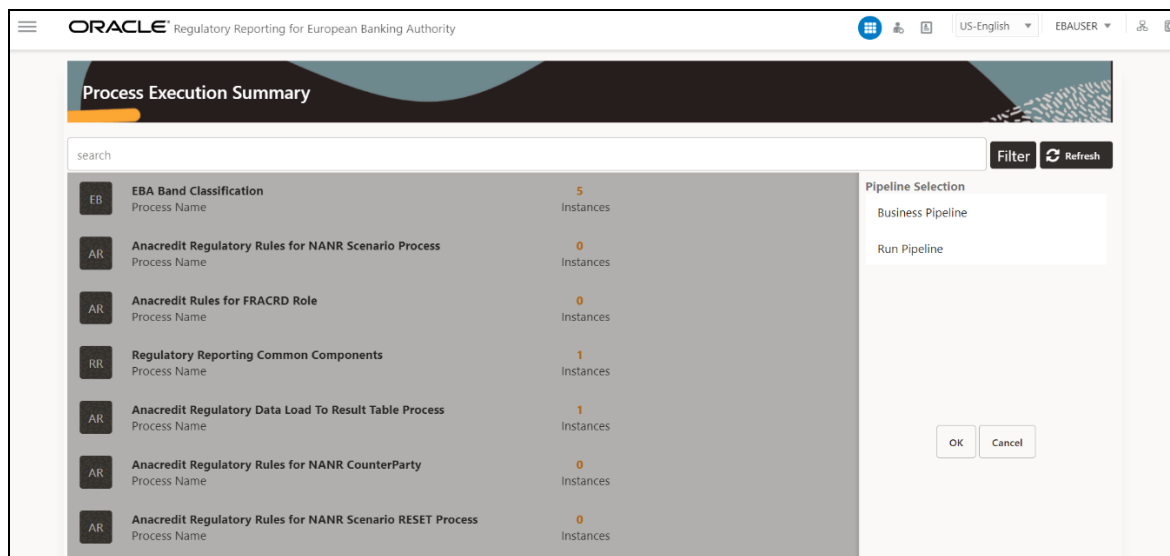 ORACLE® Regulatory Reporting for European Banking Authority
US-English
EBAUSER
Process Execution Summary
search
Filter
Refresh
EB
EBA Band Classification
Process Name
5
Instances
AR
Anacredit Regulatory Rules for NANR Scenario Process
Process Name
0
Instances
AR
Anacredit Rules for FRACRD Role
Process Name
0
Instances
RR
Regulatory Reporting Common Components
Process Name
1
Instances
AR
Anacredit Regulatory Data Load To Result Table Process
Process Name
1
Instances
AR
Anacredit Regulatory Rules for NANR CounterParty
Process Name
0
Instances
AR
Anacredit Regulatory Rules for NANR Scenario RESET Process
Process Name
0
Instances
Pipeline Selection
Business Pipeline
Run Pipeline
OK
Cancel